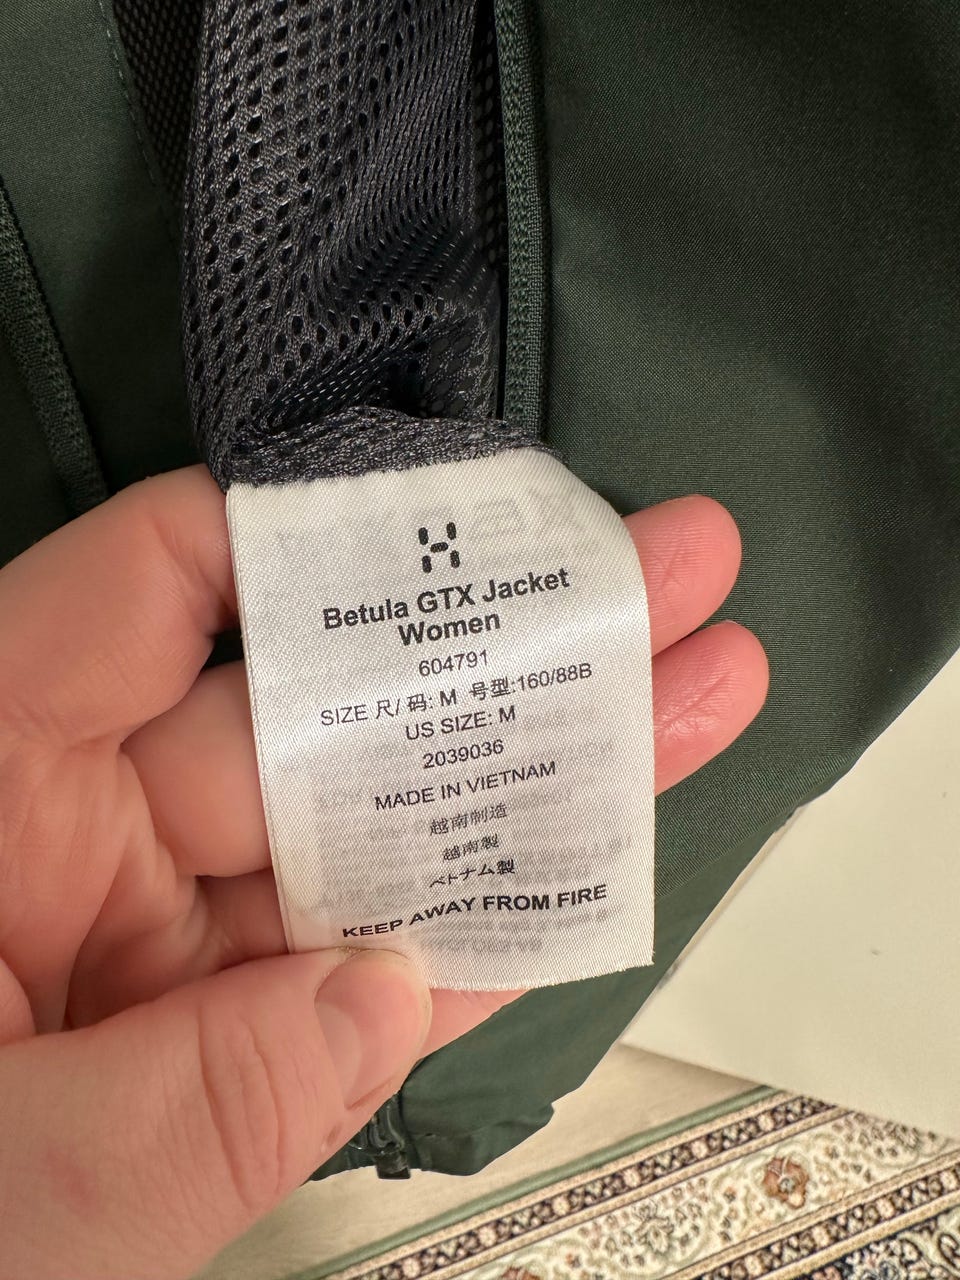 Betula GTX Jacket
Women
604791
SIZE 尺/ 码: M 号型:160/88B
US SIZE: M
2039036
MADE IN VIETNAM
越南制造
越南製
ベトナム製
KEEP AWAY FROM FIRE